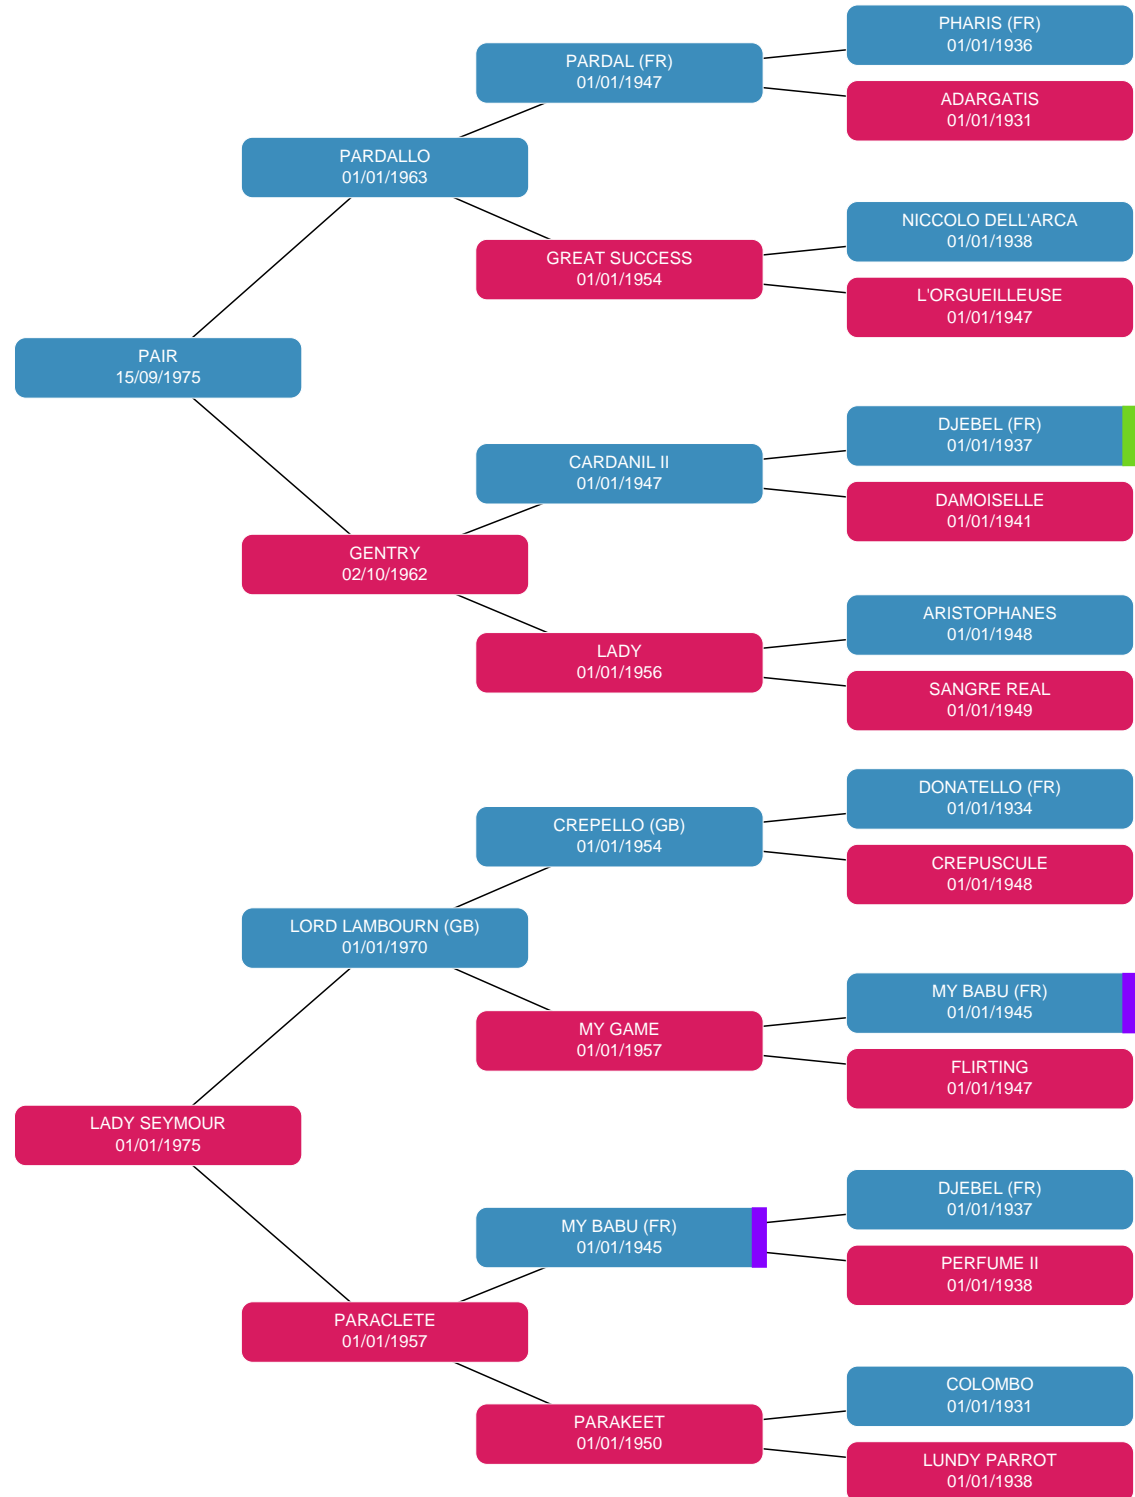 PHARIS (FR)
01/01/1936
PARDAL (FR)
01/01/1947
ADARGATIS
01/01/1931
PARDALLO
01/01/1963
NICCOLO DELL'ARCA
01/01/1938
GREAT SUCCESS
01/01/1954
L'ORGUEILLEUSE
01/01/1947
PAIR
15/09/1975
DJEBEL (FR)
01/01/1937
CARDANIL II
01/01/1947
DAMOISELLE
01/01/1941
GENTRY
02/10/1962
ARISTOPHANES
01/01/1948
LADY
01/01/1956
SANGRE REAL
01/01/1949
DONATELLO (FR)
01/01/1934
CREPELLO (GB)
01/01/1954
CREPUSCULE
01/01/1948
LORD LAMBOURN (GB)
01/01/1970
MY BABU (FR)
01/01/1945
MY GAME
01/01/1957
FLIRTING
01/01/1947
LADY SEYMOUR
01/01/1975
DJEBEL (FR)
01/01/1937
MY BABU (FR)
01/01/1945
PERFUME II
01/01/1938
PARACLETE
01/01/1957
COLOMBO
01/01/1931
PARAKEET
01/01/1950
LUNDY PARROT
01/01/1938